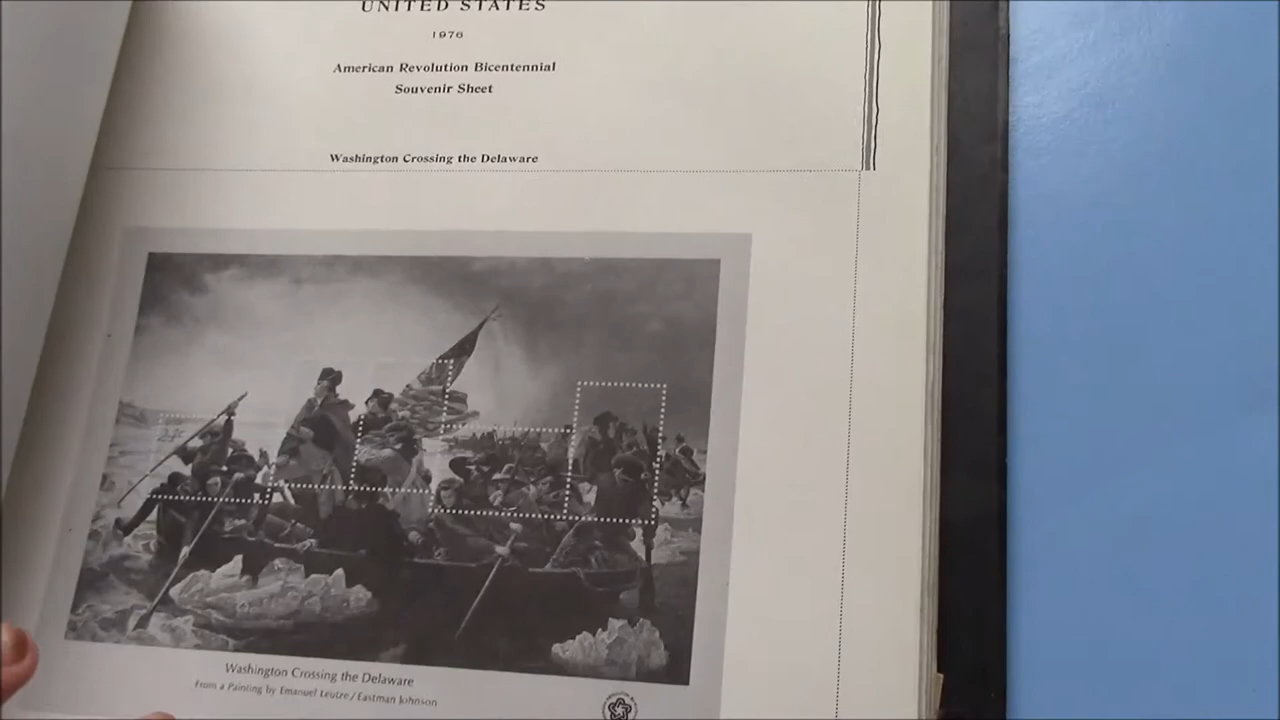 UNITED STATES
1976
American Revolution Bicentennial
Souvenir Sheet
Washington Crossing the Delaware
Washington Crossing the Delaware
From a Painting by Emanuel Leutze/Eastman Johnson